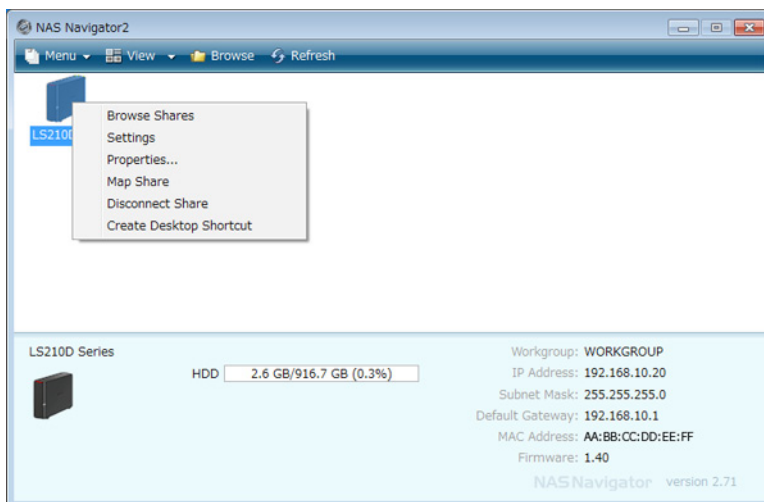 NAS Navigator2
Menu View Browse Refresh
LS210D
Browse Shares
Settings
Properties...
Map Share
Disconnect Share
Create Desktop Shortcut
LS210D Series
HDD 2.6 GB/916.7 GB (0.3%)
Workgroup: WORKGROUP
IP Address: 192.168.10.20
Subnet Mask: 255.255.255.0
Default Gateway: 192.168.10.1
MAC Address: AA:BB:CC:DD:EE:FF
Firmware: 1.40
NAS Navigator version 2.71